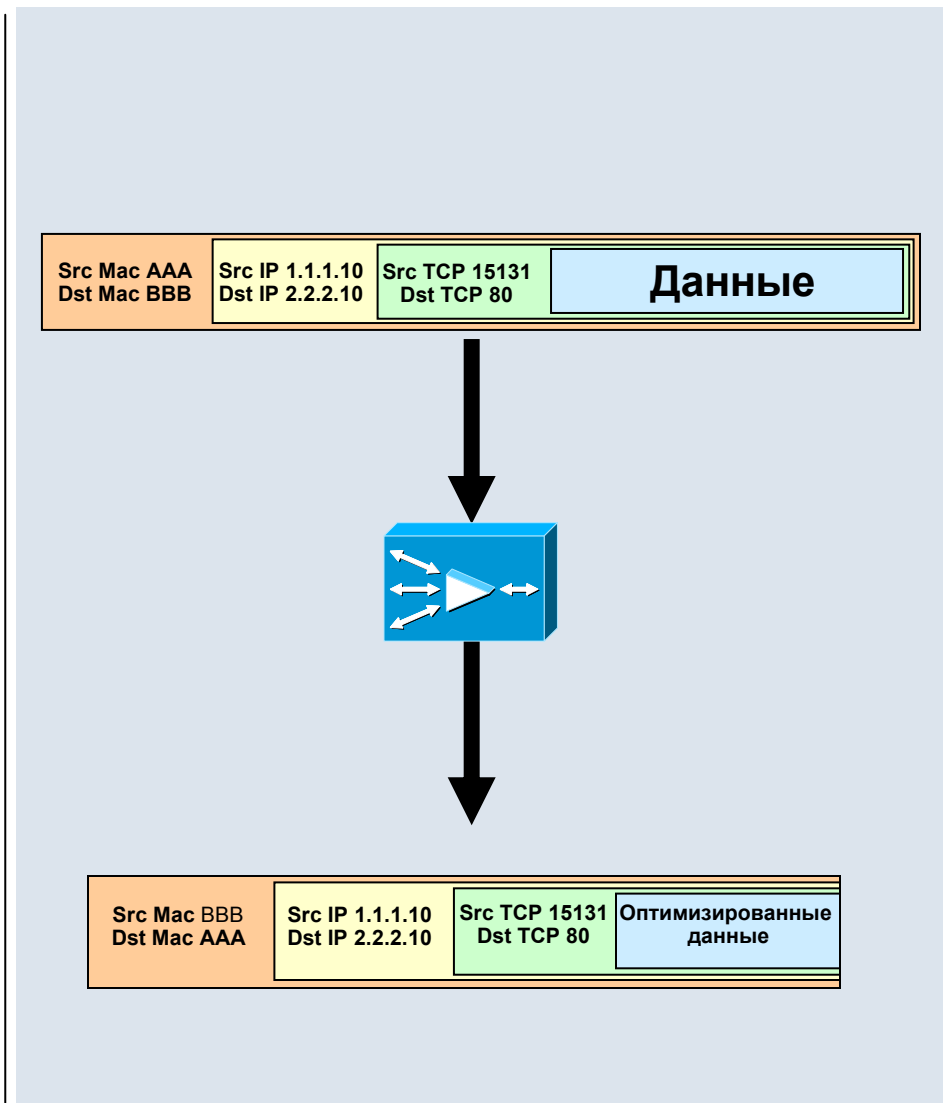 Src Mac AAA
Dst Mac BBB
Src IP 1.1.1.10
Dst IP 2.2.2.10
Src TCP 15131
Dst TCP 80
Данные
Src Mac BBB
Dst Mac AAA
Src IP 1.1.1.10
Dst IP 2.2.2.10
Src TCP 15131
Dst TCP 80
Оптимизированные
данные